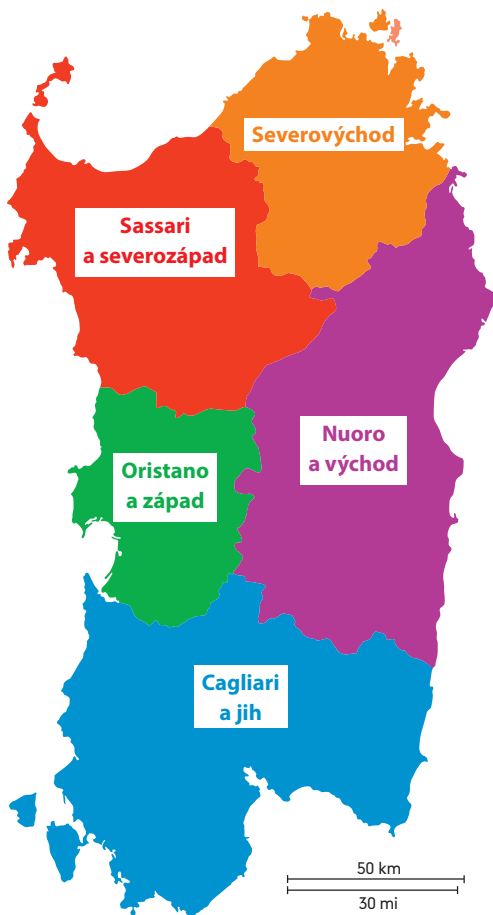 Severovýchod
Sassari
a severozápad
Nuoro
a východ
Oristano
a západ
Cagliari
a jih
50 km
30 mi